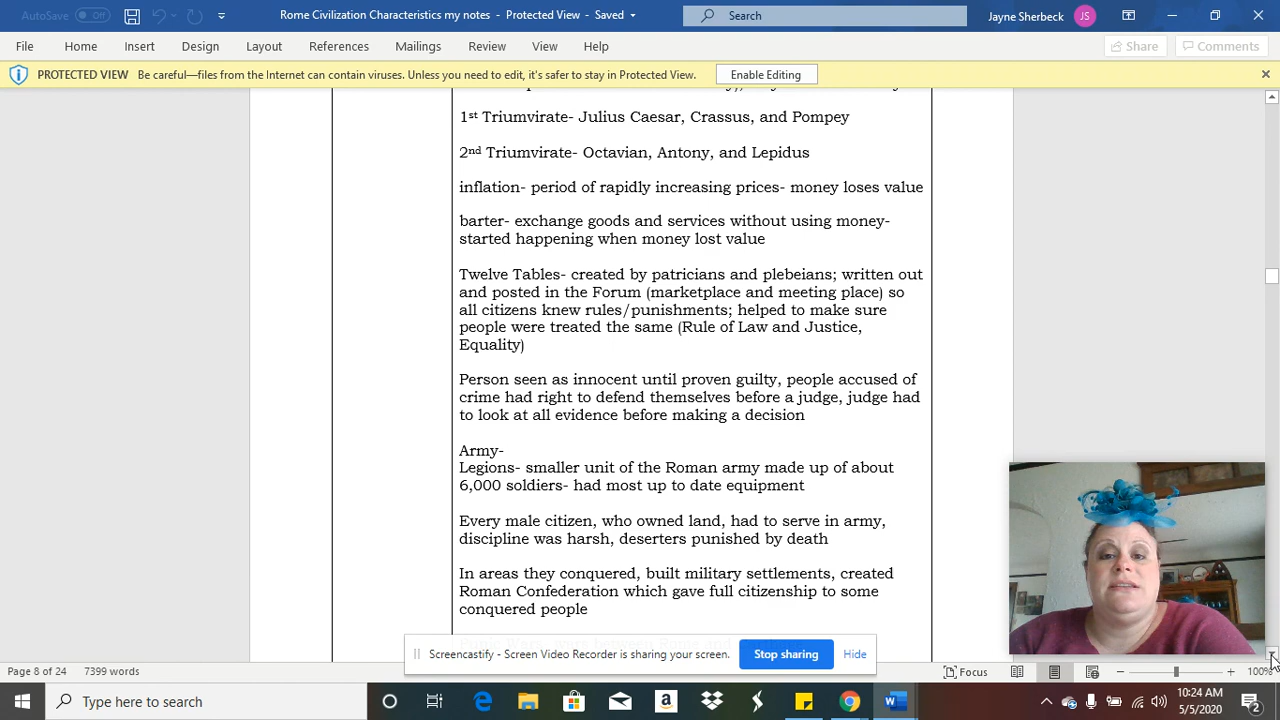 AutoSave Off Rome Civilization Characteristics my notes - Protected View - Saved Search Jayne Sherbeck JS
File Home Insert Design Layout References Mailings Review View Help Share Comments
PROTECTED VIEW Be careful—files from the Internet can contain viruses. Unless you need to edit, it's safer to stay in Protected View. Enable Editing
1st Triumvirate- Julius Caesar, Crassus, and Pompey
2nd Triumvirate- Octavian, Antony, and Lepidus
inflation- period of rapidly increasing prices- money loses value
barter- exchange goods and services without using money-
started happening when money lost value
Twelve Tables- created by patricians and plebeians; written out
and posted in the Forum (marketplace and meeting place) so
all citizens knew rules/punishments; helped to make sure
people were treated the same (Rule of Law and Justice,
Equality)
Person seen as innocent until proven guilty, people accused of
crime had right to defend themselves before a judge, judge had
to look at all evidence before making a decision
Army-
Legions- smaller unit of the Roman army made up of about
6,000 soldiers- had most up to date equipment
Every male citizen, who owned land, had to serve in army,
discipline was harsh, deserters punished by death
In areas they conquered, built military settlements, created
Roman Confederation which gave full citizenship to some
conquered people
Screencastify - Screen Video Recorder is sharing your screen. Stop sharing Hide
Page 8 of 24 7399 words Focus 100%
Type here to search 10:24 AM
5/5/2020 2